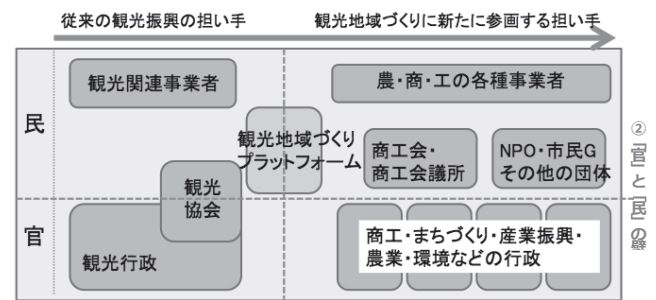 従来の観光振興の担い手
観光地域づくりに新たに参画する担い手
民
観光関連事業者
農・商・工の各種事業者
観光地域づくり
プラットフォーム
商工会・
商工会議所
NPO・市民G
その他の団体
観光
協会
官
観光行政
商工・まちづくり・産業振興・
農業・環境などの行政
②「官」と「民」の壁